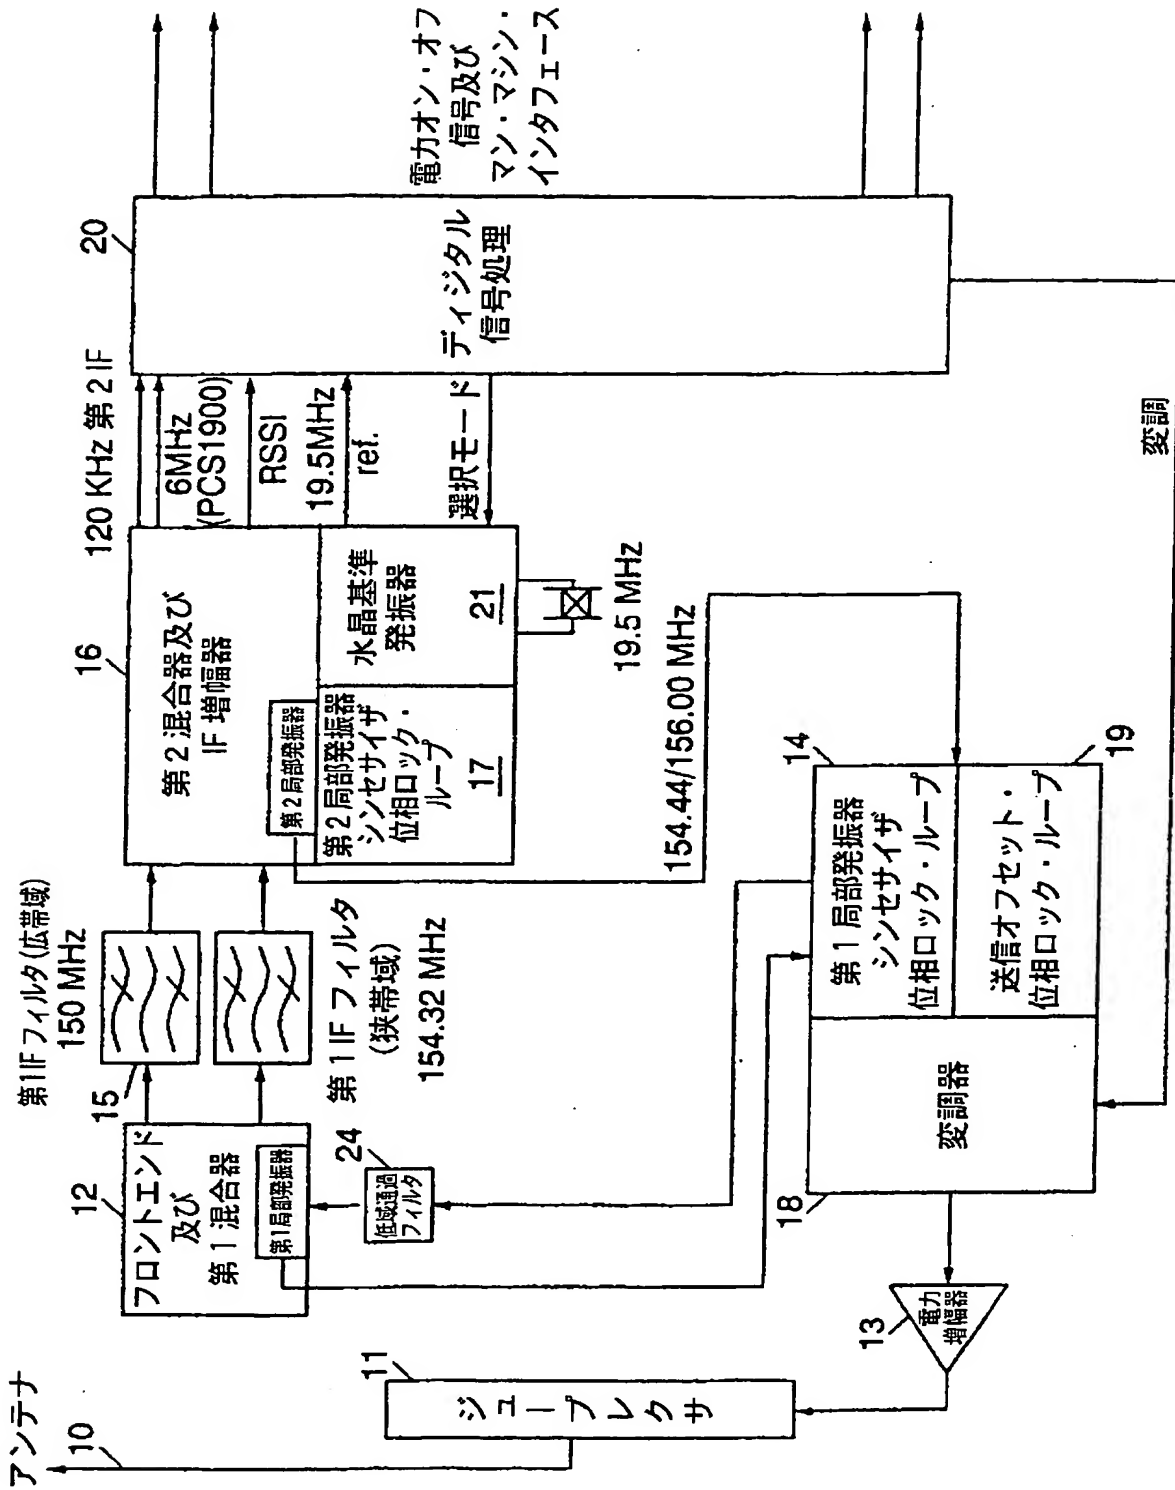 アンテナ
10
11
ジュープレクサ
12
フロントエンド
及び
第1混合器
第1局部発振器
24
低域通過
フィルタ
第1IFフィルタ(広帯域)
150 MHz
15
第1IFフィルタ
(狭帯域)
154.32 MHz
16
第2混合器及び
IF増幅器
第2局部発振器
第2局部発振器
シンセサイザ
位相ロック・
ループ
17
水晶基準
発振器
21
19.5 MHz
154.44/156.00 MHz
120 KHz 第2 IF
6MHz
(PCS1900)
RSSI
19.5MHz
ref.
選択モード
20
ディジタル
信号処理
電力オン・オフ
信号及び
マン・マシン・
インタフェース
13
電力
増幅器
18
変調器
14
第1局部発振器
シンセサイザ
位相ロック・ループ
送信オフセット・
位相ロック・ループ
19
変調